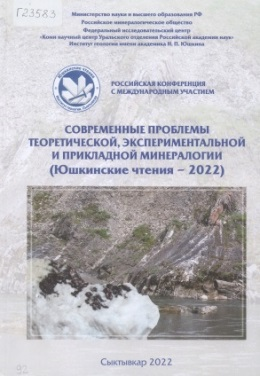 Г23583
Министерство науки и высшего образования РФ
Российское минералогическое общество
Федеральный исследовательский центр
«Коми научный центр Уральского отделения Российской академии наук»
Институт геологии имени академика Н. П. Юшкина
РОССИЙСКАЯ КОНФЕРЕНЦИЯ
С МЕЖДУНАРОДНЫМ УЧАСТИЕМ
СОВРЕМЕННЫЕ ПРОБЛЕМЫ
ТЕОРЕТИЧЕСКОЙ, ЭКСПЕРИМЕНТАЛЬНОЙ
И ПРИКЛАДНОЙ МИНЕРАЛОГИИ
(Юшкинские чтения – 2022)
Сыктывкар 2022